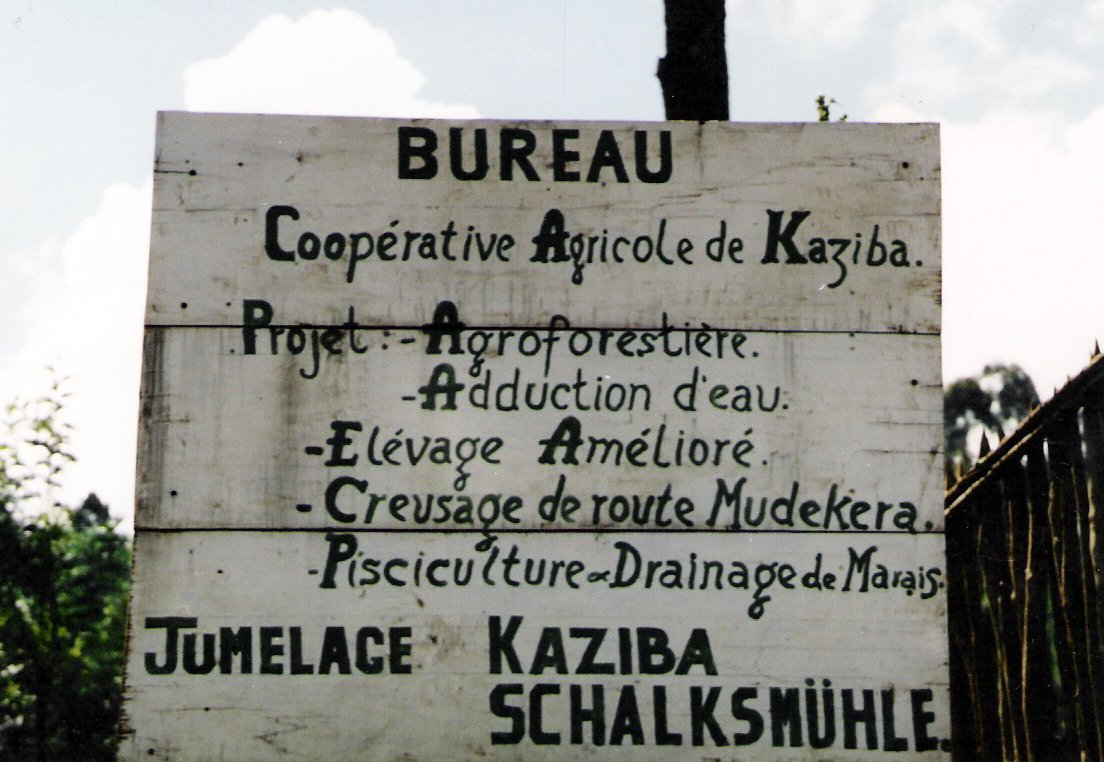 BUREAU
Coopérative Agricole de Kaziba.
Projet : - Agroforestière.
- Adduction d'eau.
- Elévage Amélioré.
- Creusage de route Mudekera.
- Pisciculture - Drainage de Marais.
JUMELAGE KAZIBA
SCHALKSMÜHLE.